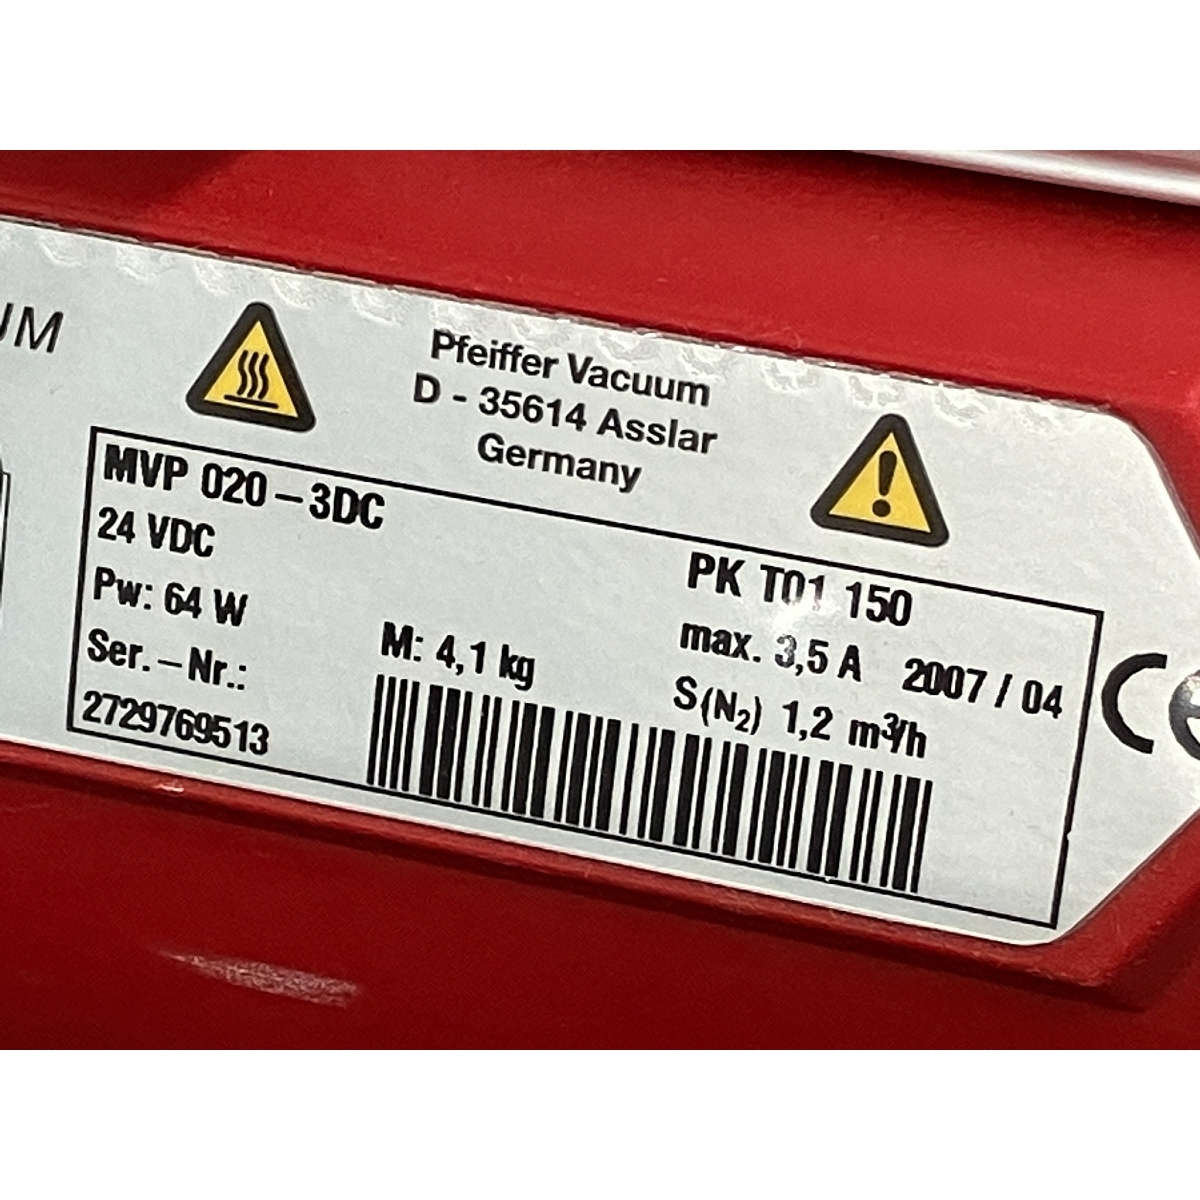 UM
Pfeiffer Vacuum
D - 35614 Asslar
Germany
MVP 020-3DC
PK T01 150
24 VDC
max. 3,5 A 2007 / 04
Pw: 64 W
M: 4,1 kg
S(N₂) 1,2 m³/h
Ser.-Nr.:
2729769513
CE